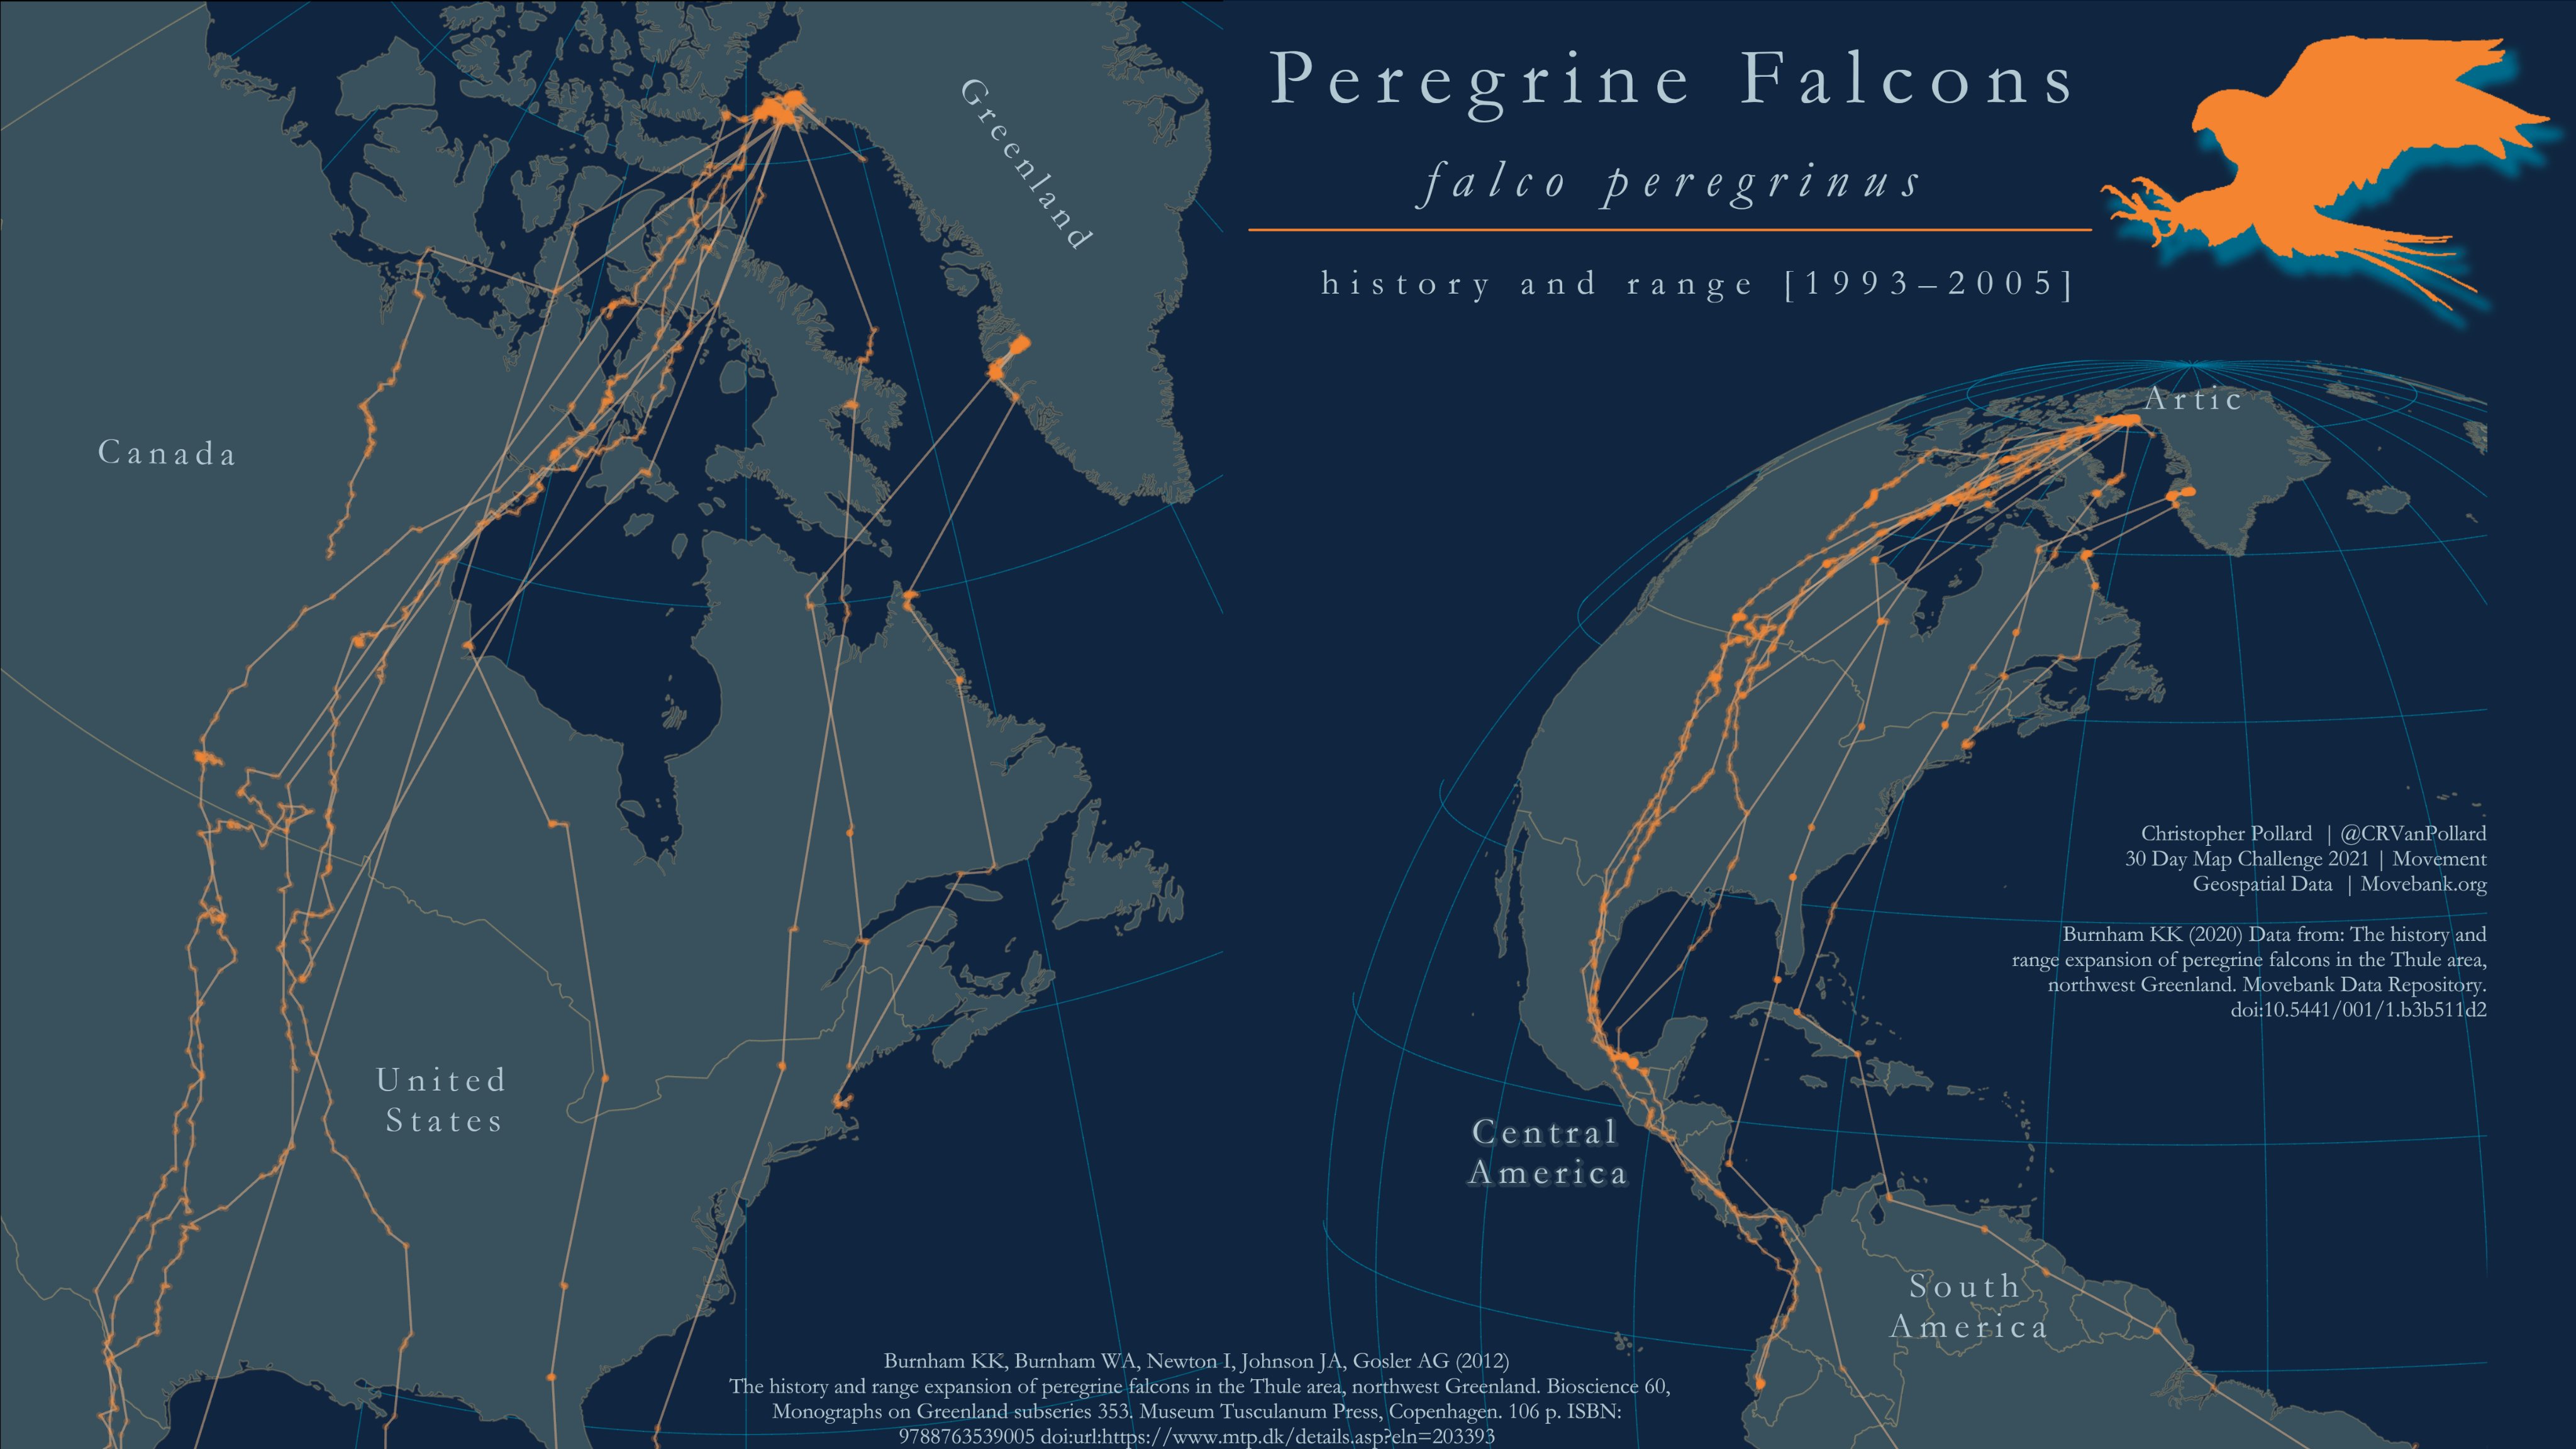 Peregrine Falcons
falco peregrinus
history and range [1993–2005]
Greenland
Canada
United
States
Artic
Central
America
South
America
Christopher Pollard | @CRVanPollard
30 Day Map Challenge 2021 | Movement
Geospatial Data | Movebank.org
Burnham KK (2020) Data from: The history and
range expansion of peregrine falcons in the Thule area,
northwest Greenland. Movebank Data Repository.
doi:10.5441/001/1.b3b511d2
Burnham KK, Burnham WA, Newton I, Johnson JA, Gosler AG (2012)
The history and range expansion of peregrine falcons in the Thule area, northwest Greenland. Bioscience 60,
Monographs on Greenland subseries 353. Museum Tusculanum Press, Copenhagen. 106 p. ISBN:
9788763539005 doi:url:https://www.mtp.dk/details.asp?eln=203393